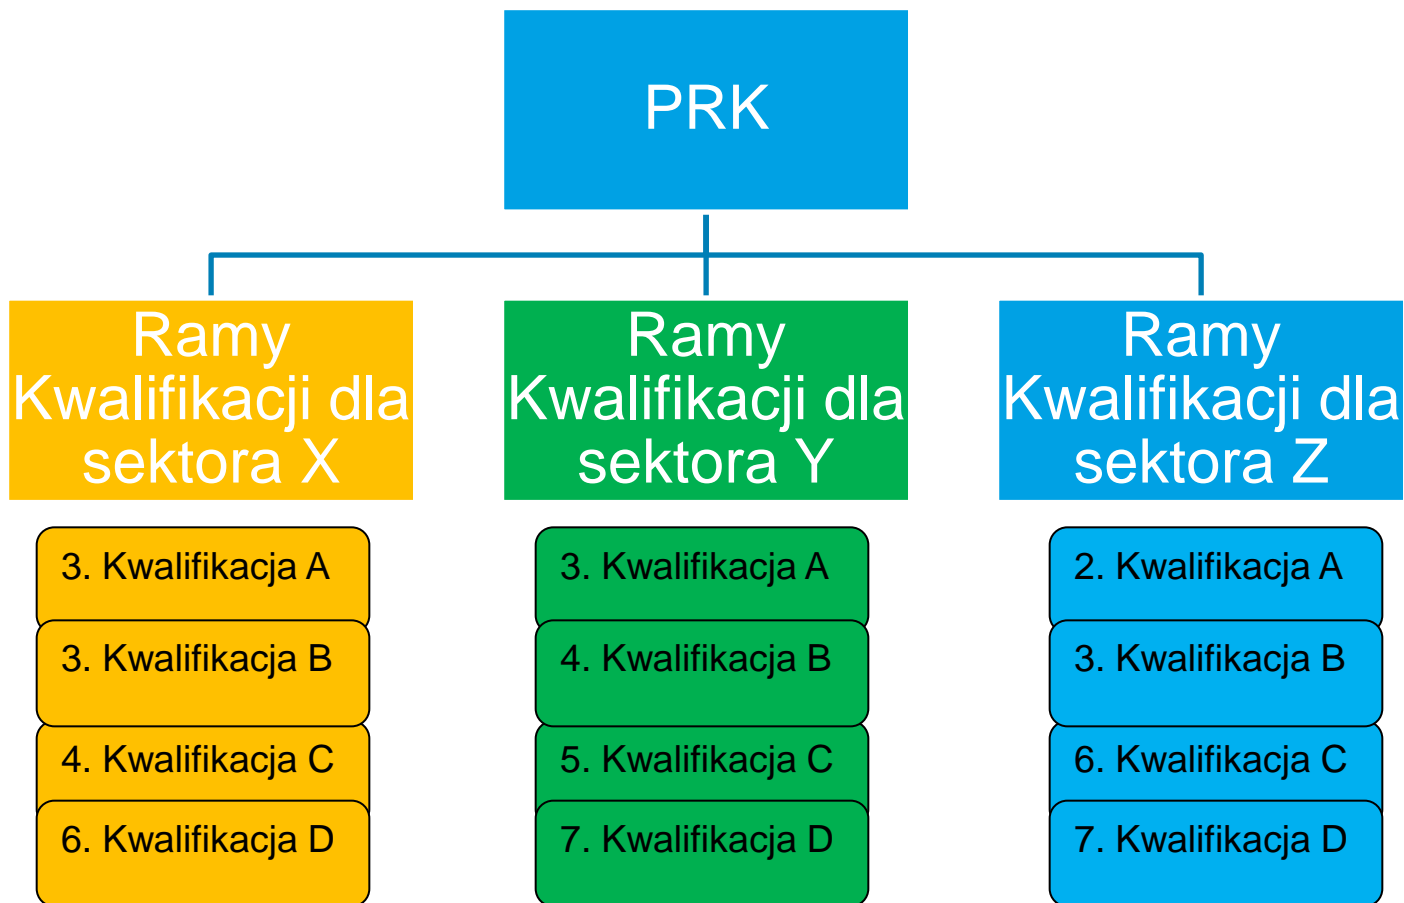 PRK
Ramy
Kwalifikacji dla
sektora X
Ramy
Kwalifikacji dla
sektora Y
Ramy
Kwalifikacji dla
sektora Z
3. Kwalifikacja A
3. Kwalifikacja B
4. Kwalifikacja C
6. Kwalifikacja D
3. Kwalifikacja A
4. Kwalifikacja B
5. Kwalifikacja C
7. Kwalifikacja D
2. Kwalifikacja A
3. Kwalifikacja B
6. Kwalifikacja C
7. Kwalifikacja D